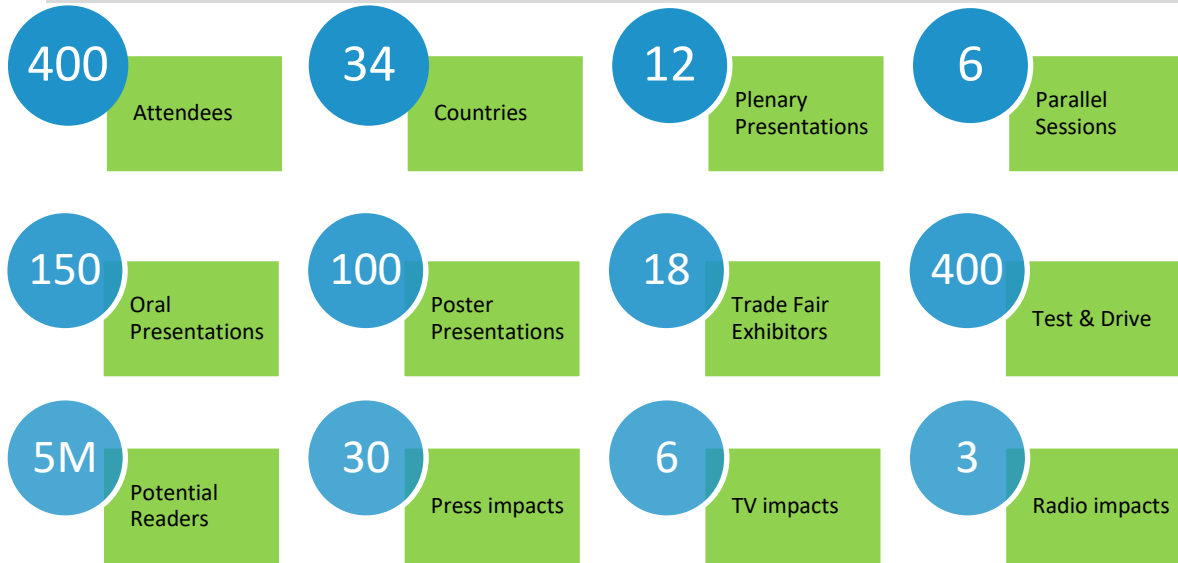 400
Attendees
34
Countries
12
Plenary
Presentations
6
Parallel
Sessions
150
Oral
Presentations
100
Poster
Presentations
18
Trade Fair
Exhibitors
400
Test & Drive
5M
Potential
Readers
30
Press impacts
6
TV impacts
3
Radio impacts